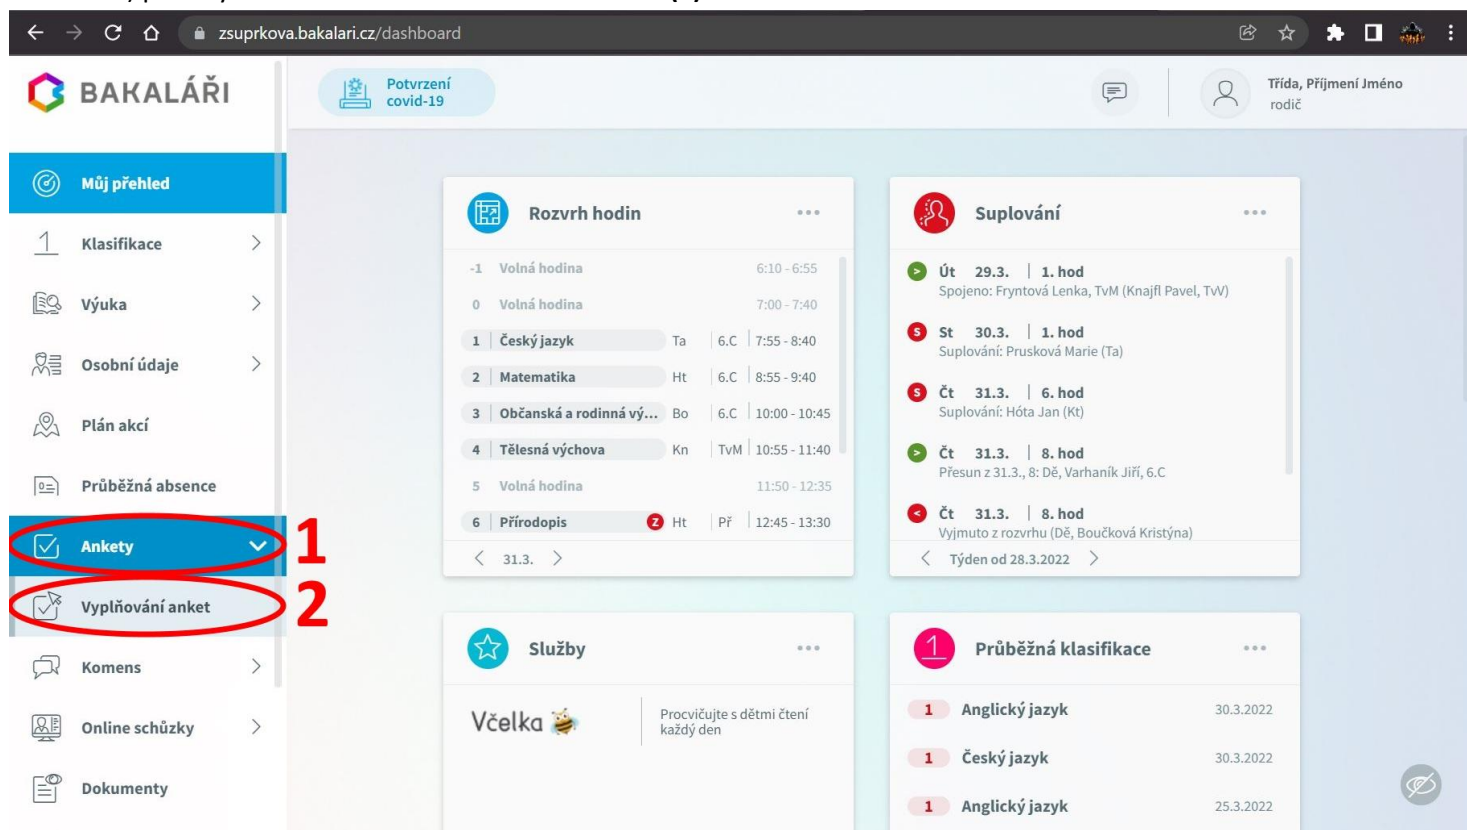 zsuprkova.bakalari.cz/dashboard
BAKALÁŘI
Potvrzení
covid-19
Třída, Příjmení Jméno
rodič
Můj přehled
Klasifikace
Výuka
Osobní údaje
Plán akcí
Průběžná absence
Ankety
1
Vyplňování anket
2
Komens
Online schůzky
Dokumenty
Rozvrh hodin
-1 Volná hodina 6:10 - 6:55
0 Volná hodina 7:00 - 7:40
1 Český jazyk Ta 6.C 7:55 - 8:40
2 Matematika Ht 6.C 8:55 - 9:40
3 Občanská a rodinná vý... Bo 6.C 10:00 - 10:45
4 Tělesná výchova Kn TvM 10:55 - 11:40
5 Volná hodina 11:50 - 12:35
6 Přírodopis Z Ht Př 12:45 - 13:30
31.3.
Suplování
Út 29.3. 1. hod
Spojeno: Fryntová Lenka, TvM (Knajfl Pavel, TvV)
S St 30.3. 1. hod
Suplování: Prusková Marie (Ta)
S Čt 31.3. 6. hod
Suplování: Hóta Jan (Kt)
Čt 31.3. 8. hod
Přesun z 31.3., 8: Dě, Varhaník Jiří, 6.C
Čt 31.3. 8. hod
Vyjmuto z rozvrhu (Dě, Boučková Kristýna)
Týden od 28.3.2022
Služby
Včelka
Procvičujte s dětmi čtení
každý den
1 Průběžná klasifikace
1 Anglický jazyk 30.3.2022
1 Český jazyk 30.3.2022
1 Anglický jazyk 25.3.2022